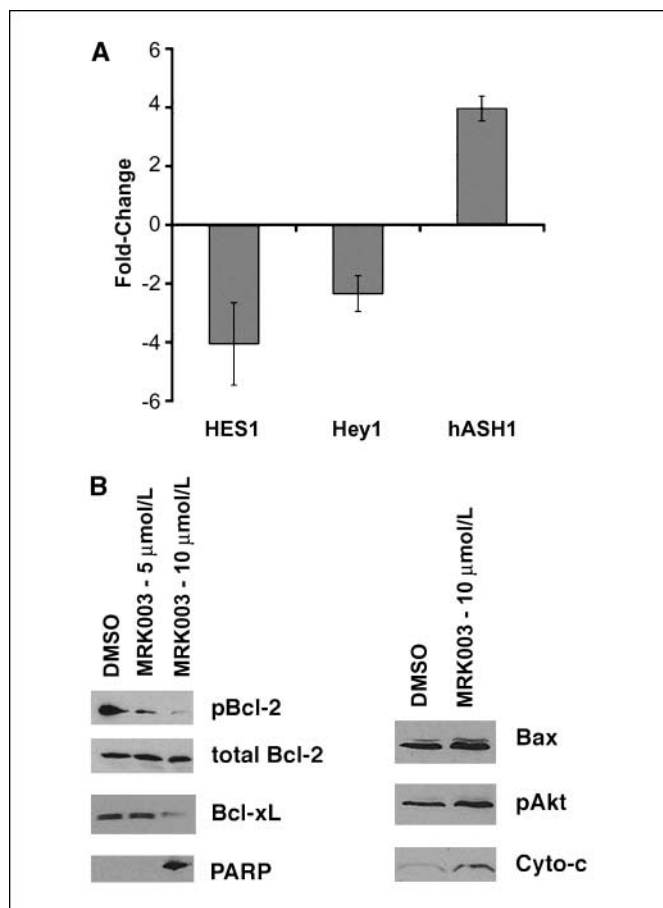 A
6
4
2
0
-2
-4
-6
Fold-Change
HES1 Hey1 hASH1
B
DMSO
MRK003 - 5 μmol/L
MRK003 - 10 μmol/L
pBcl-2
total Bcl-2
Bcl-xL
PARP
DMSO
MRK003 - 10 μmol/L
Bax
pAkt
Cyto-c